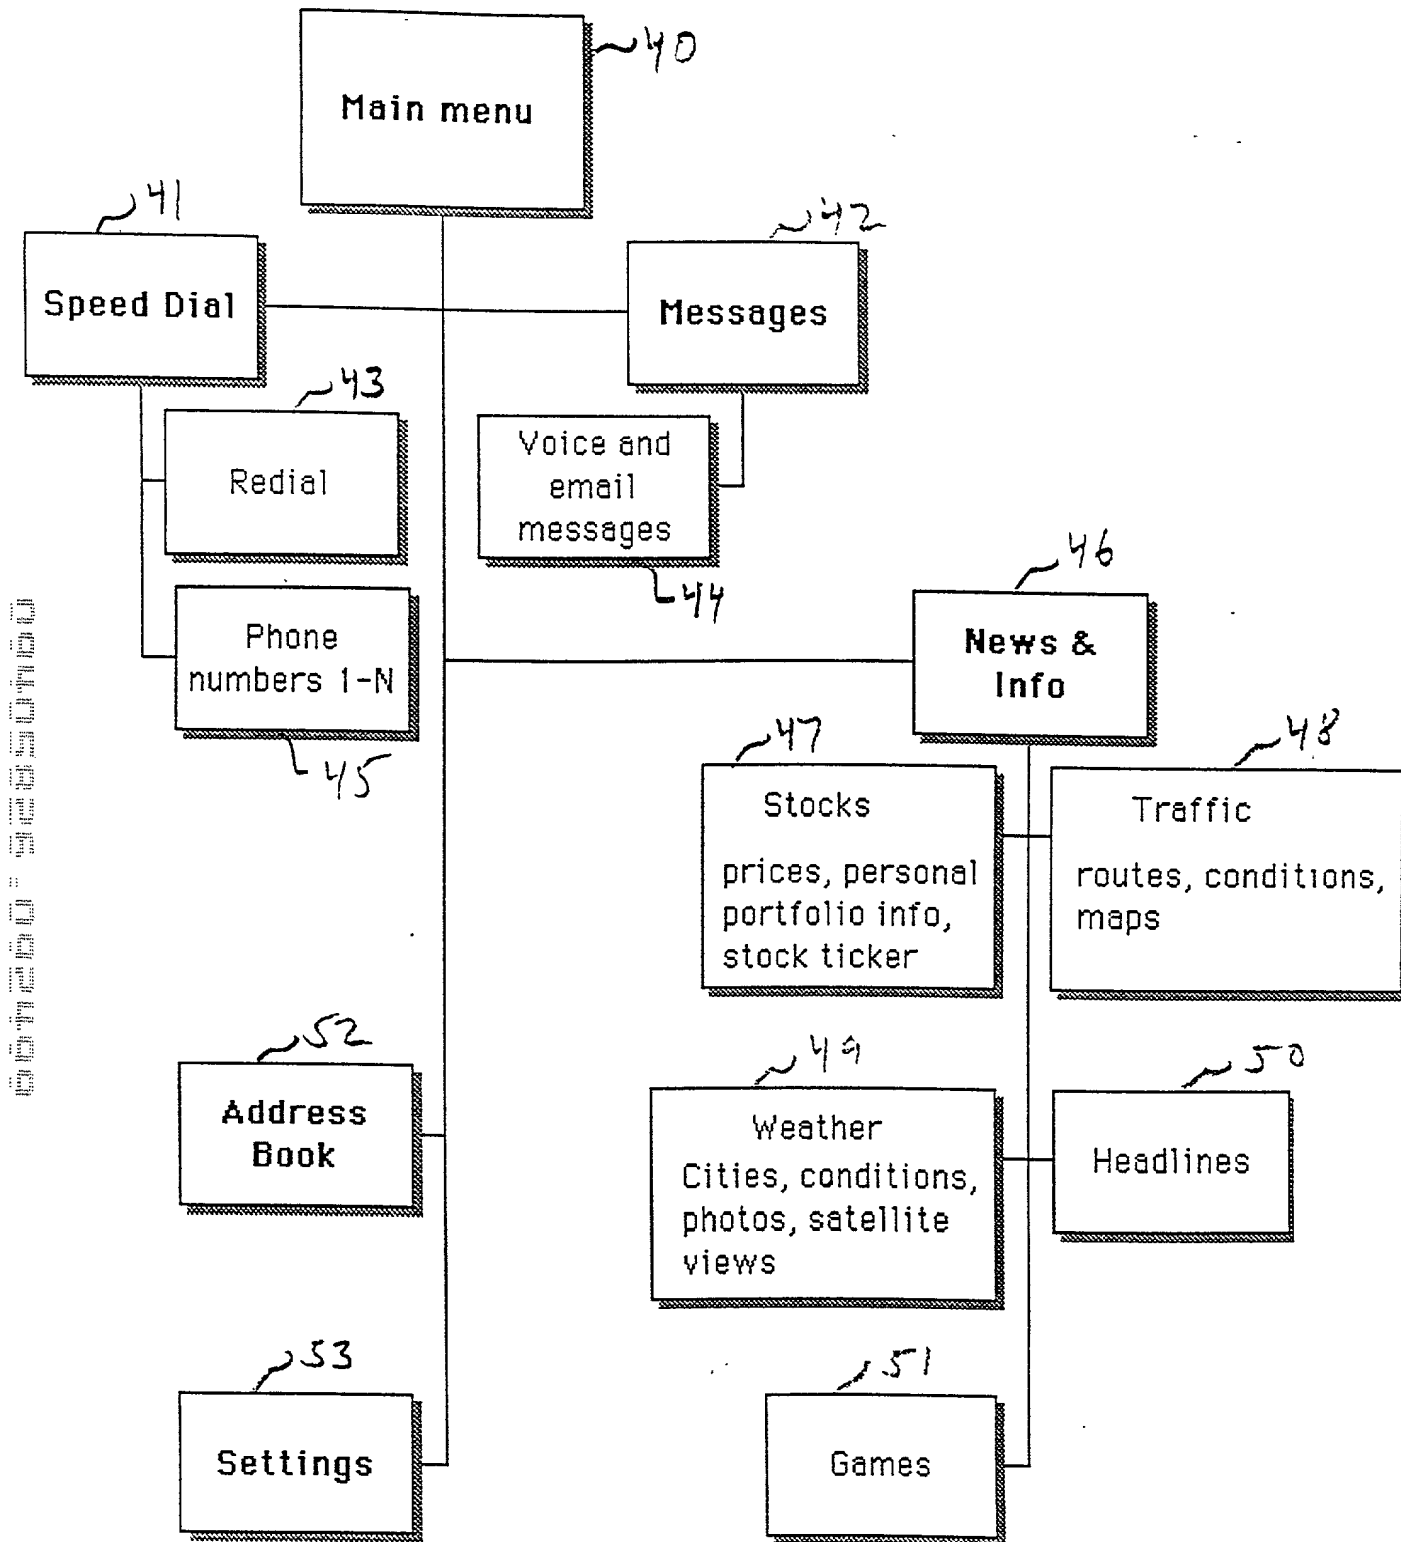 40
Main menu
41
42
Speed Dial
Messages
43
Redial
Voice and
email
messages
44
46
Phone
numbers 1-N
45
News &
Info
47
Stocks
prices, personal
portfolio info,
stock ticker
48
Traffic
routes, conditions,
maps
52
Address
Book
49
Weather
Cities, conditions,
photos, satellite
views
50
Headlines
53
Settings
51
Games